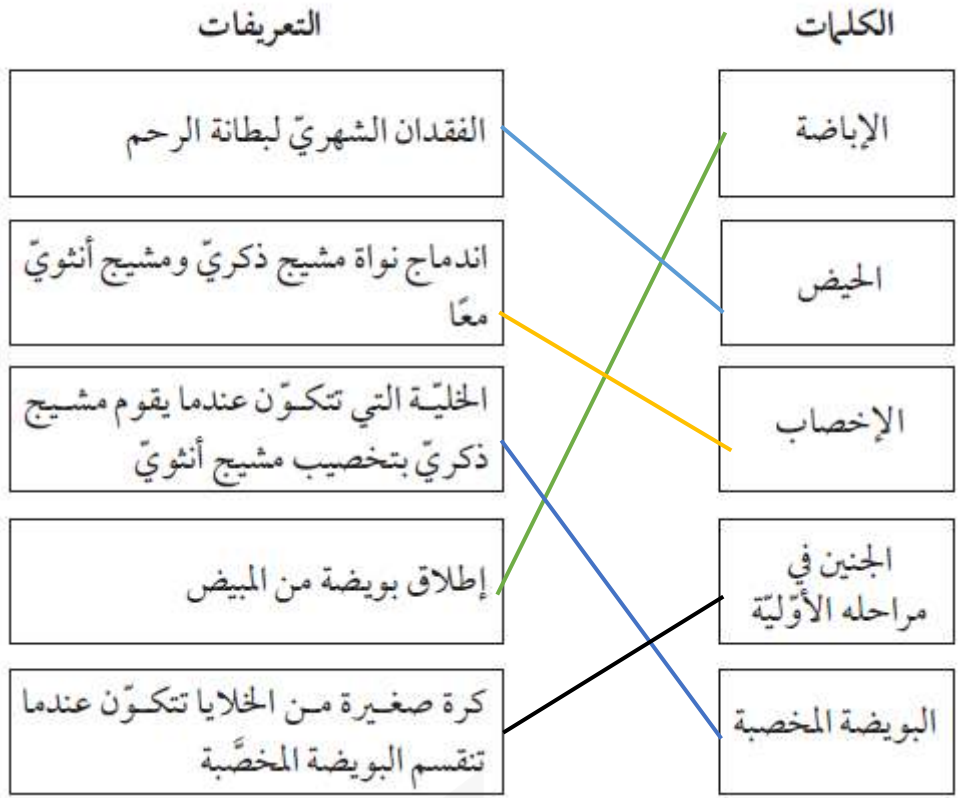 الكلمات
التعريفات
الإباضة
الفقدان الشهريّ لبطانة الرحم
الحيض
اندماج نواة مشيج ذكريّ ومشيج أنثويّ
معًا
الإخصاب
الخليّة التي تتكوّن عندما يقوم مشيج
ذكريّ بتخصيب مشيج أنثويّ
الجنين في
مراحله الأوّليّة
إطلاق بويضة من المبيض
البويضة المخصبة
كرة صغيرة من الخلايا تتكوّن عندما
تنقسم البويضة المخصَّبة